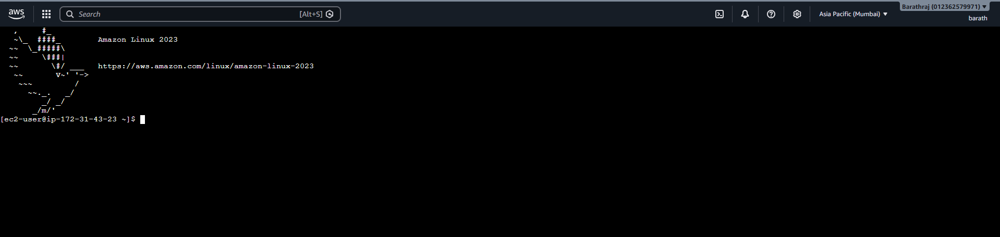 aws
Search [Alt+S]
Asia Pacific (Mumbai) ▼
Barathraj (012362579971) ▼
barath
   ,     #_
   ~\_  ####_        Amazon Linux 2023
  ~~  \_#####\
  ~~     \###|
  ~~       \#/ ___   https://aws.amazon.com/linux/amazon-linux-2023
   ~~       V~' '->
    ~~~         /
      ~~._.   _/
         _/ _/
       _/m/'
[ec2-user@ip-172-31-43-23 ~]$